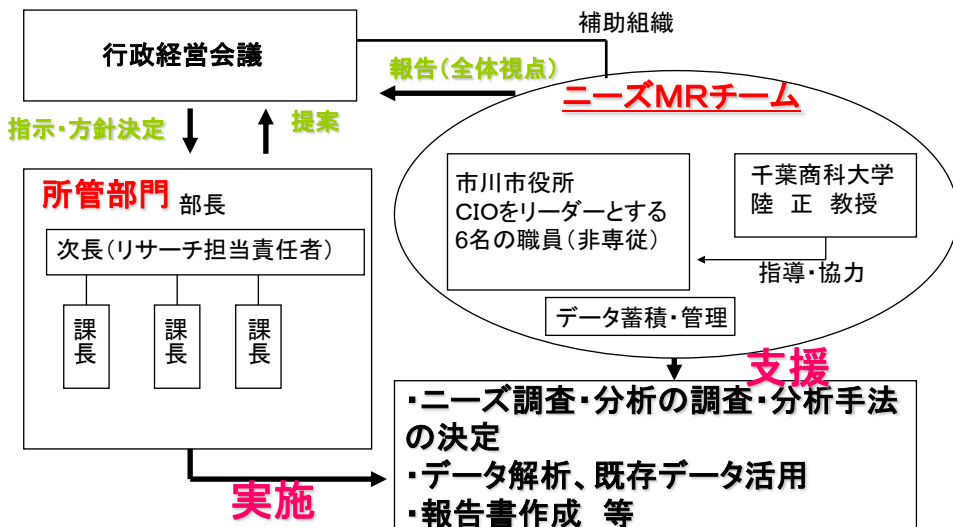 補助組織
行政経営会議
報告（全体視点）
ニーズMRチーム
指示・方針決定
提案
所管部門 部長
次長（リサーチ担当責任者）
課長
課長
課長
市川市役所
CIOをリーダーとする
6名の職員（非専従）
千葉商科大学
陸 正 教授
指導・協力
データ蓄積・管理
支援
・ニーズ調査・分析の調査・分析手法
の決定
・データ解析、既存データ活用
・報告書作成 等
実施